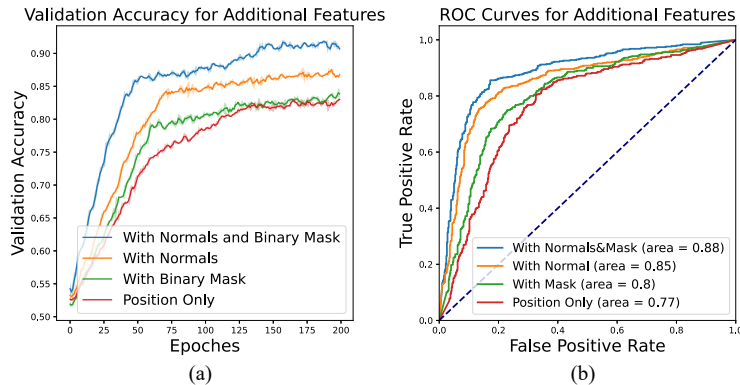 Validation Accuracy for Additional Features
Validation Accuracy
0,90
0,85
0,80
0,75
0,70
0,65
0,60
0,55
0,50
With Normals and Binary Mask
With Normals
With Binary Mask
Position Only
0 25 50 75 100 125 150 175 200
Epoches
(a)
ROC Curves for Additional Features
True Positive Rate
1.0
0.8
0.6
0.4
0.2
0.0
With Normals&Mask (area = 0.88)
With Normal (area = 0.85)
With Mask (area = 0.8)
Position Only (area = 0.77)
0.0 0.2 0.4 0.6 0.8 1.0
False Positive Rate
(b)